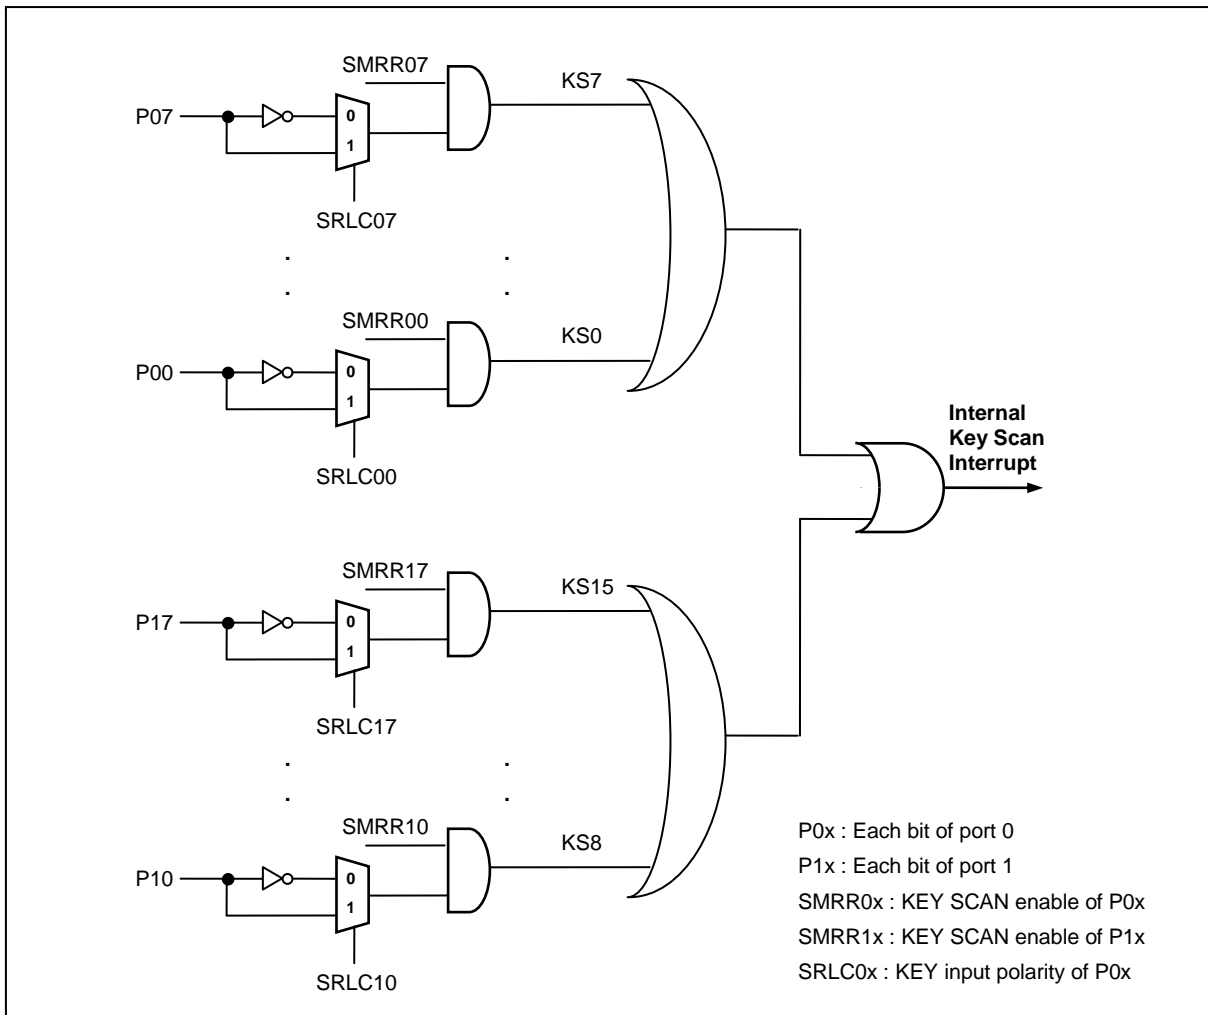 SMRR07
KS7
P07
0
1
SRLC07
. .
. .
SMRR00
KS0
P00
0
1
SRLC00
Internal
Key Scan
Interrupt
SMRR17
KS15
P17
0
1
SRLC17
. .
. .
SMRR10
KS8
P10
0
1
SRLC10
P0x : Each bit of port 0
P1x : Each bit of port 1
SMRR0x : KEY SCAN enable of P0x
SMRR1x : KEY SCAN enable of P1x
SRLC0x : KEY input polarity of P0x